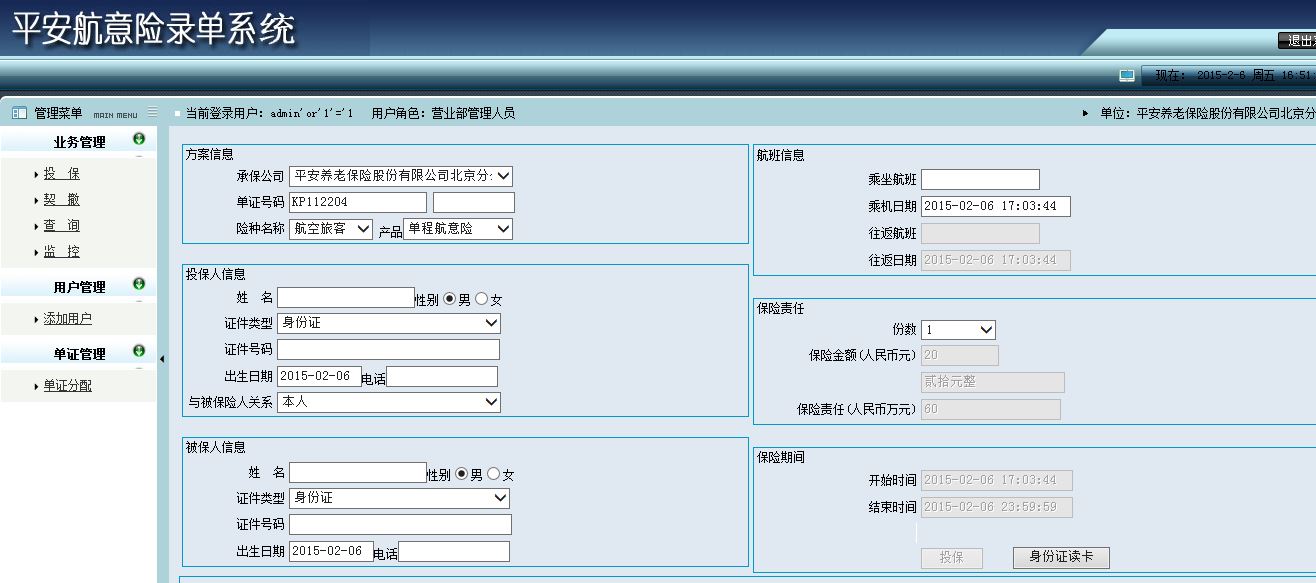 平安航意险录单系统
退出
现在: 2015-2-6 周五 16:51
管理菜单 MAIN MENU
当前登录用户: admin'or'1'='1 用户角色: 营业部管理人员
单位: 平安养老保险股份有限公司北京分
业务管理
投 保
契 撤
查 询
监 控
用户管理
添加用户
单证管理
单证分配
方案信息
承保公司 平安养老保险股份有限公司北京分:
单证号码 KP112204
险种名称 航空旅客 产品 单程航意险
投保人信息
姓 名 性别 男 女
证件类型 身份证
证件号码
出生日期 2015-02-06 电话
与被保险人关系 本人
被保人信息
姓 名 性别 男 女
证件类型 身份证
证件号码
出生日期 2015-02-06 电话
航班信息
乘坐航班
乘机日期 2015-02-06 17:03:44
往返航班
往返日期 2015-02-06 17:03:44
保险责任
份数 1
保险金额(人民币元) 20
贰拾元整
保险责任(人民币万元) 60
保险期间
开始时间 2015-02-06 17:03:44
结束时间 2015-02-06 23:59:59
投保 身份证读卡